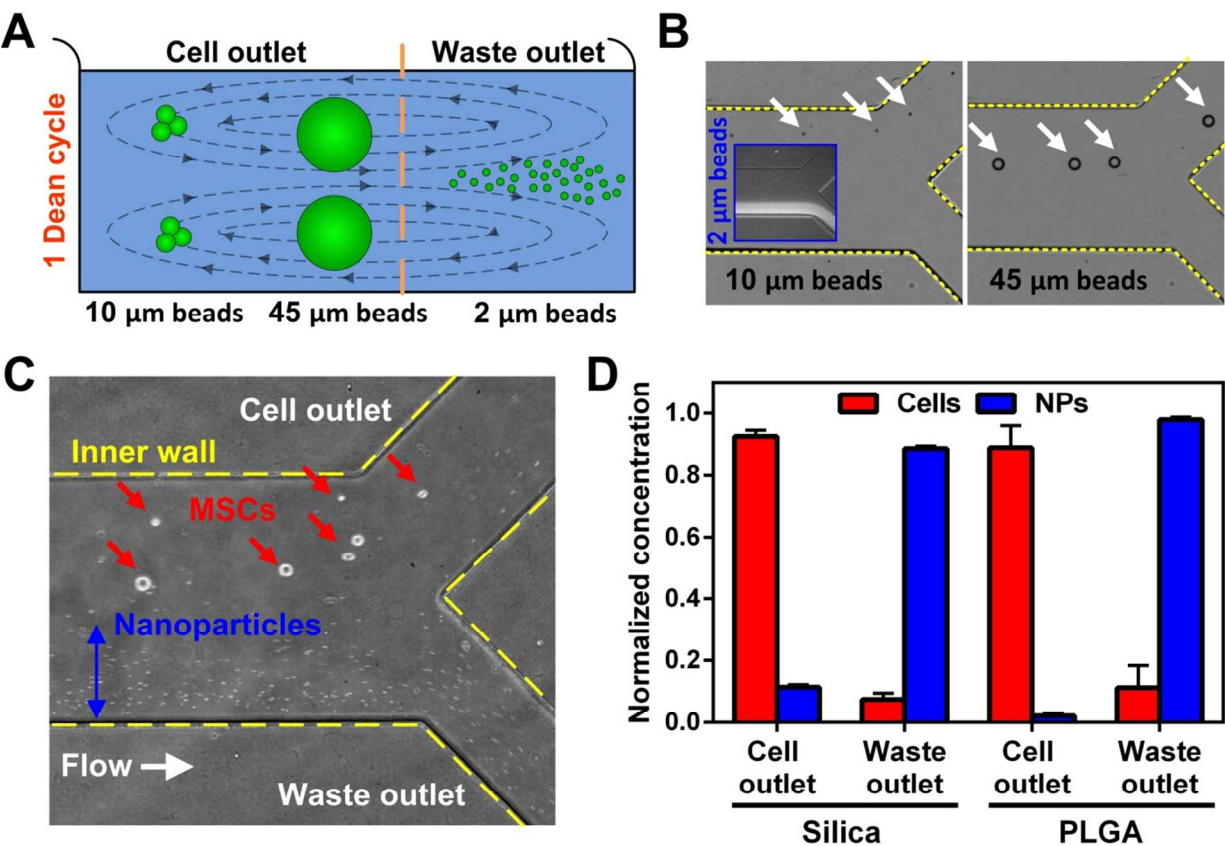 A
Cell outlet
Waste outlet
1 Dean cycle
10 µm beads
45 µm beads
2 µm beads
B
2 µm beads
10 µm beads
45 µm beads
C
Cell outlet
Inner wall
MSCs
Nanoparticles
Flow
Waste outlet
D
Normalized concentration
Cells
NPs
1.0
0.8
0.6
0.4
0.2
0.0
Cell
outlet
Waste
outlet
Cell
outlet
Waste
outlet
Silica
PLGA